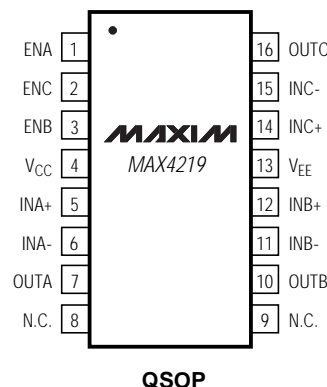 ENA 1 16 OUTC
ENC 2 15 INC-
ENB 3 MAXIM 14 INC+
VCC 4 MAX4219 13 VEE
INA+ 5 12 INB+
INA- 6 11 INB-
OUTA 7 10 OUTB
N.C. 8 9 N.C.
QSOP